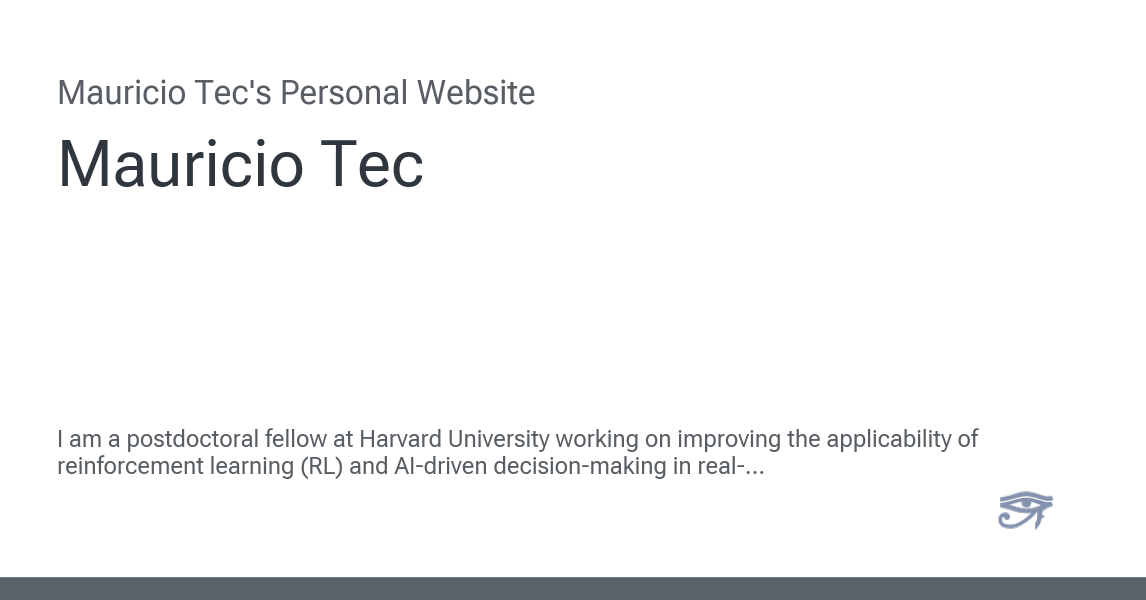 Mauricio Tec's Personal Website
Mauricio Tec
I am a postdoctoral fellow at Harvard University working on improving the applicability of
reinforcement learning (RL) and AI-driven decision-making in real-...